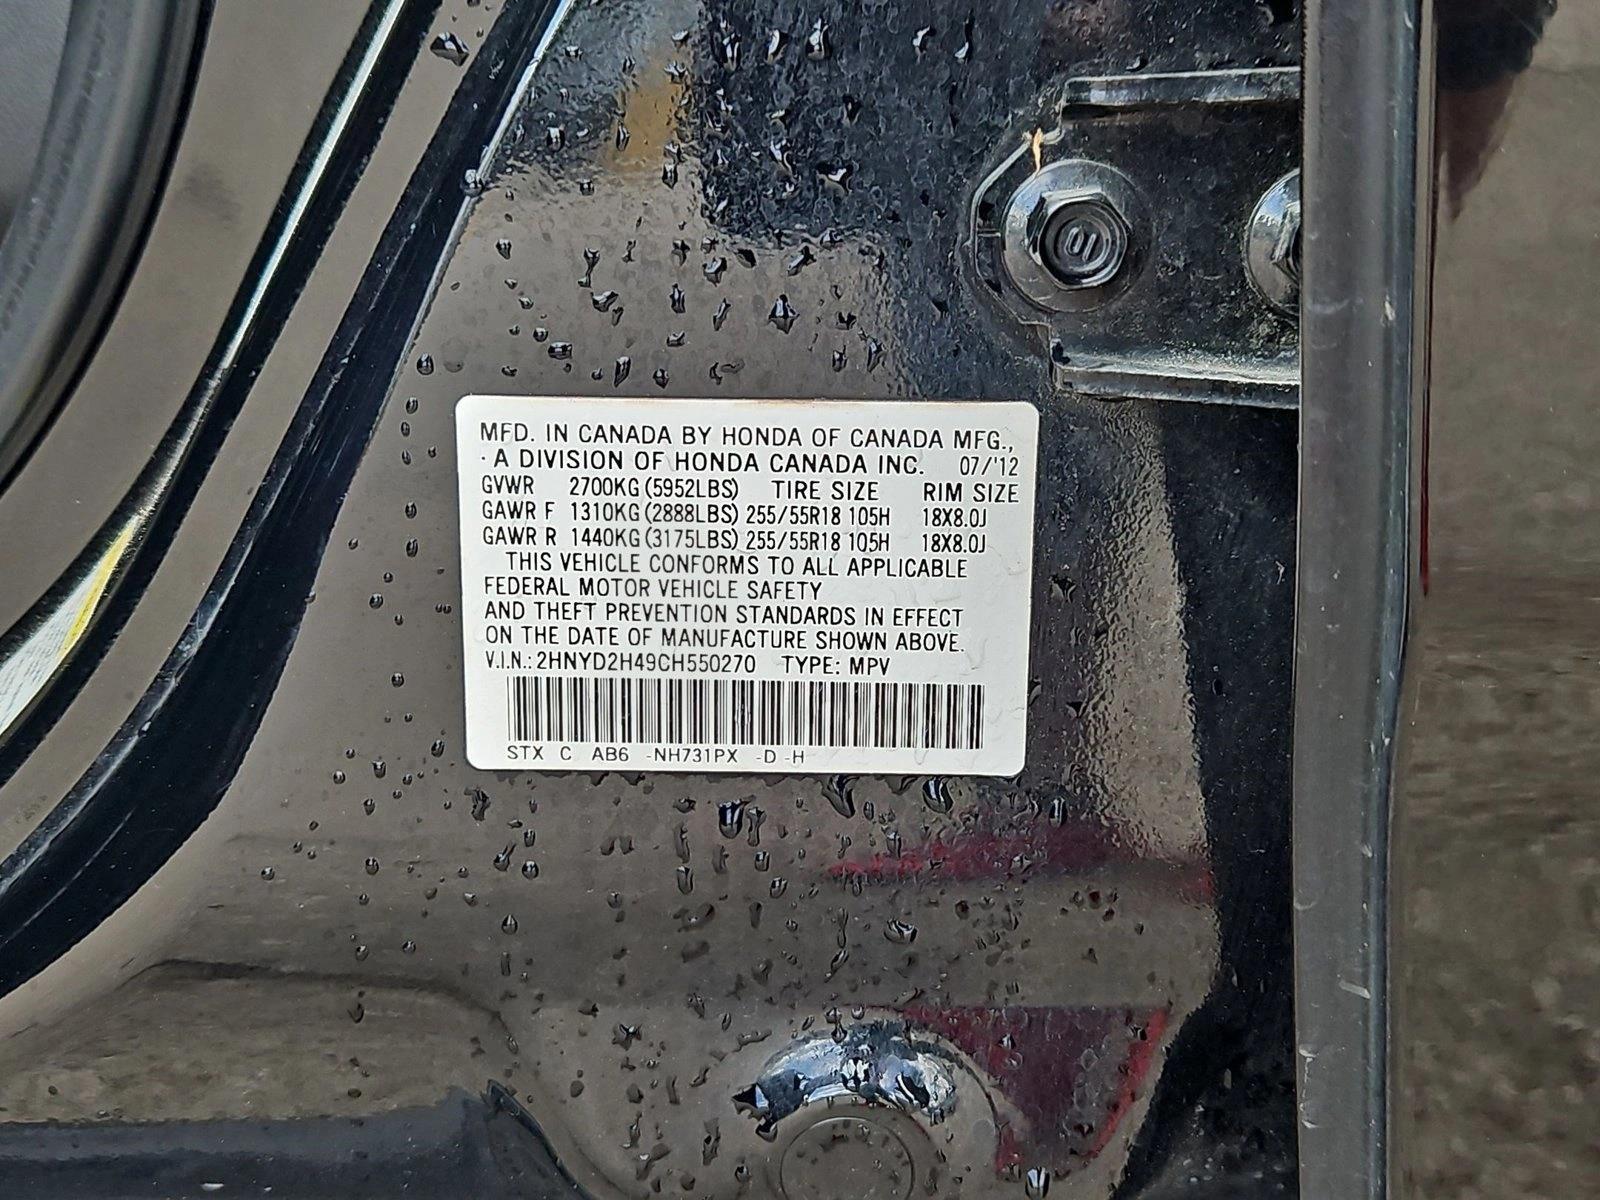 MFD. IN CANADA BY HONDA OF CANADA MFG.,
· A DIVISION OF HONDA CANADA INC. 07/'12
GVWR 2700KG (5952LBS) TIRE SIZE RIM SIZE
GAWR F 1310KG (2888LBS) 255/55R18 105H 18X8.0J
GAWR R 1440KG (3175LBS) 255/55R18 105H 18X8.0J
THIS VEHICLE CONFORMS TO ALL APPLICABLE
FEDERAL MOTOR VEHICLE SAFETY
AND THEFT PREVENTION STANDARDS IN EFFECT
ON THE DATE OF MANUFACTURE SHOWN ABOVE.
V.I.N.: 2HNYD2H49CH550270 TYPE: MPV
STX C AB6 -NH731PX -D -H